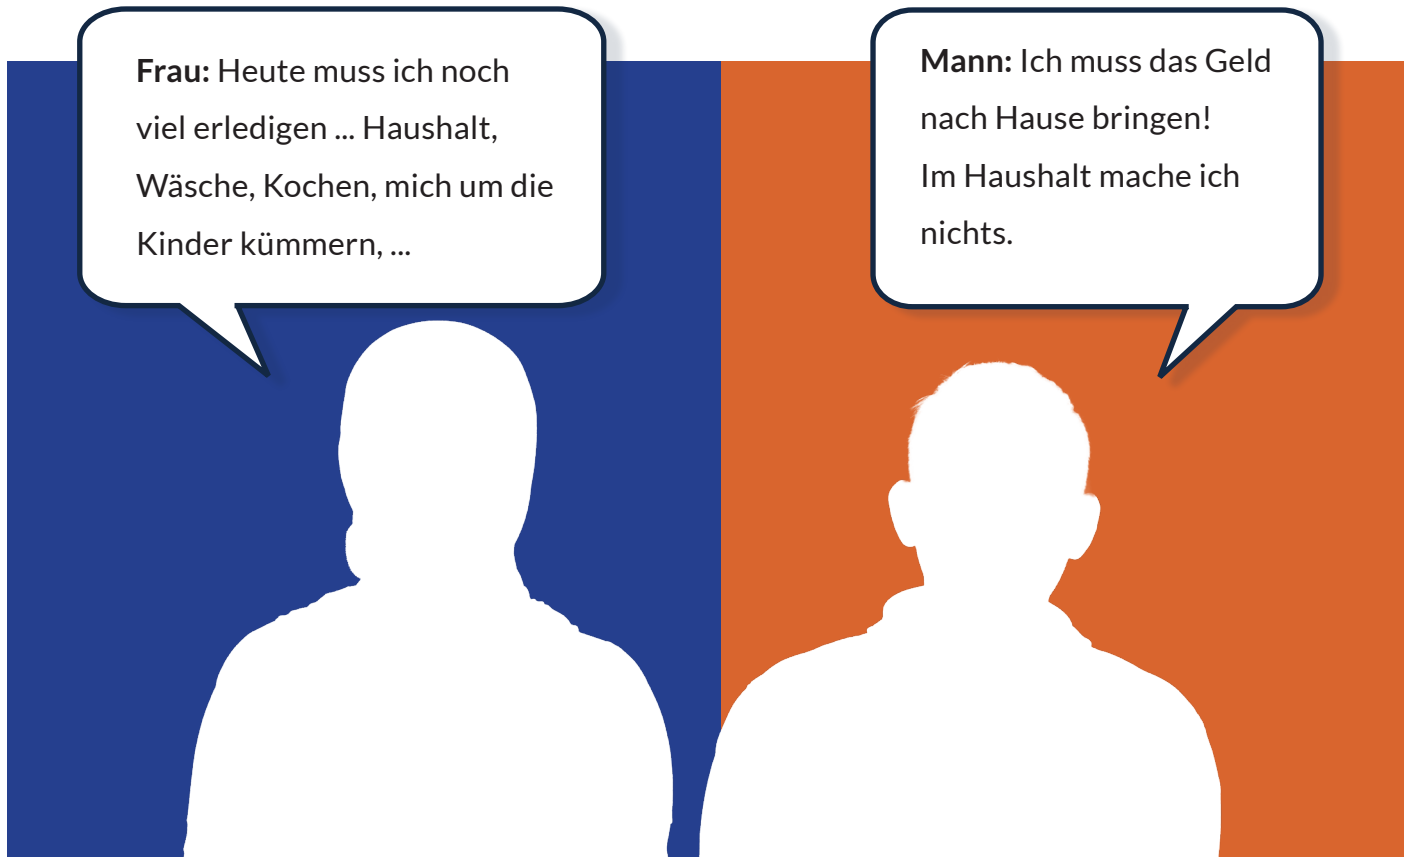 Frau: Heute muss ich noch
viel erledigen ... Haushalt,
Wäsche, Kochen, mich um die
Kinder kümmern, ...
Mann: Ich muss das Geld
nach Hause bringen!
Im Haushalt mache ich
nichts.